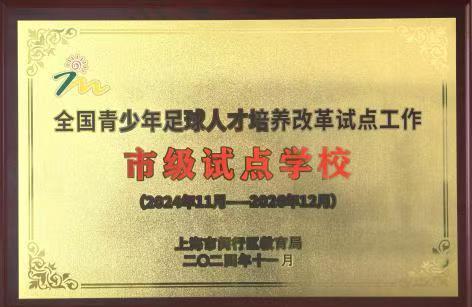 全国青少年足球人才培养改革试点工作
市级试点学校
(2024年11月——2026年12月)
上海市闵行区教育局
二〇二四年十一月